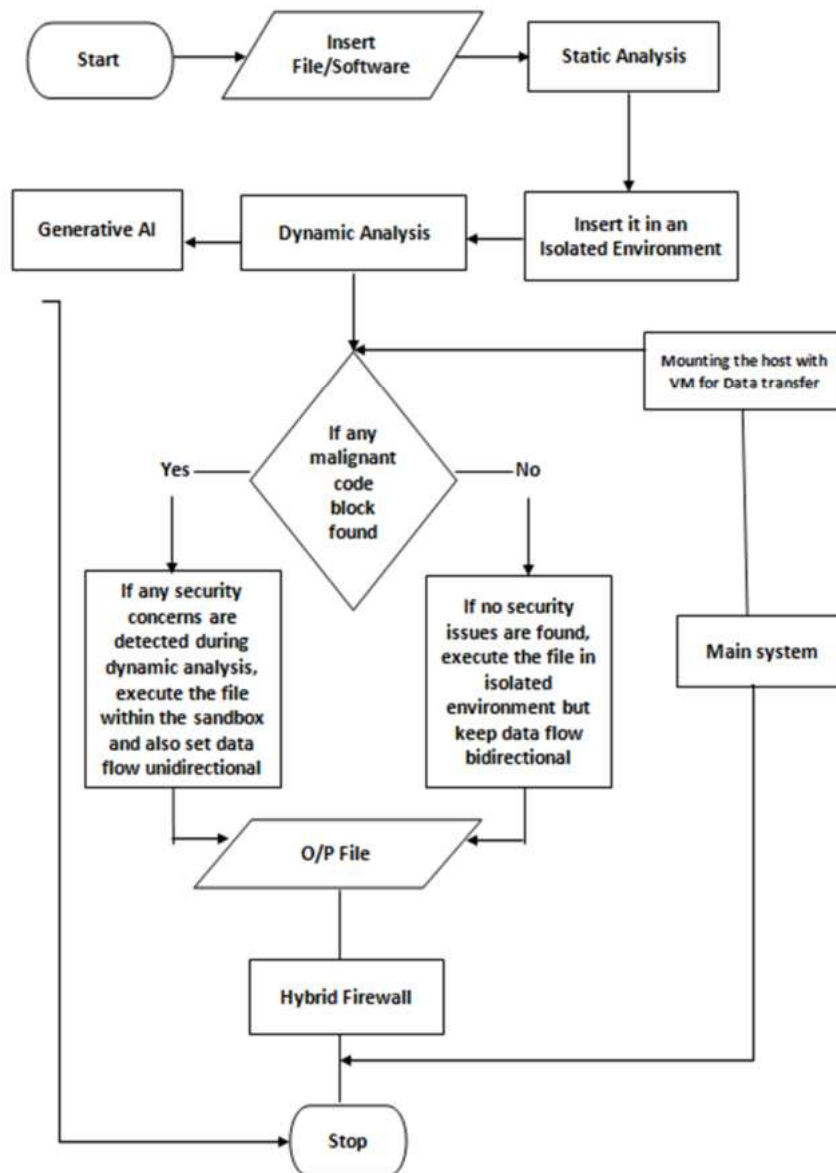 Start
Insert
File/Software
Static Analysis
Generative AI
Dynamic Analysis
Insert it in an
Isolated Environment
Mounting the host with
VM for Data transfer
If any
malignant
code
block
found
Yes
No
If any security
concerns are
detected during
dynamic analysis,
execute the file
within the sandbox
and also set data
flow unidirectional
If no security
issues are found,
execute the file in
isolated
environment but
keep data flow
bidirectional
Main system
O/P File
Hybrid Firewall
Stop